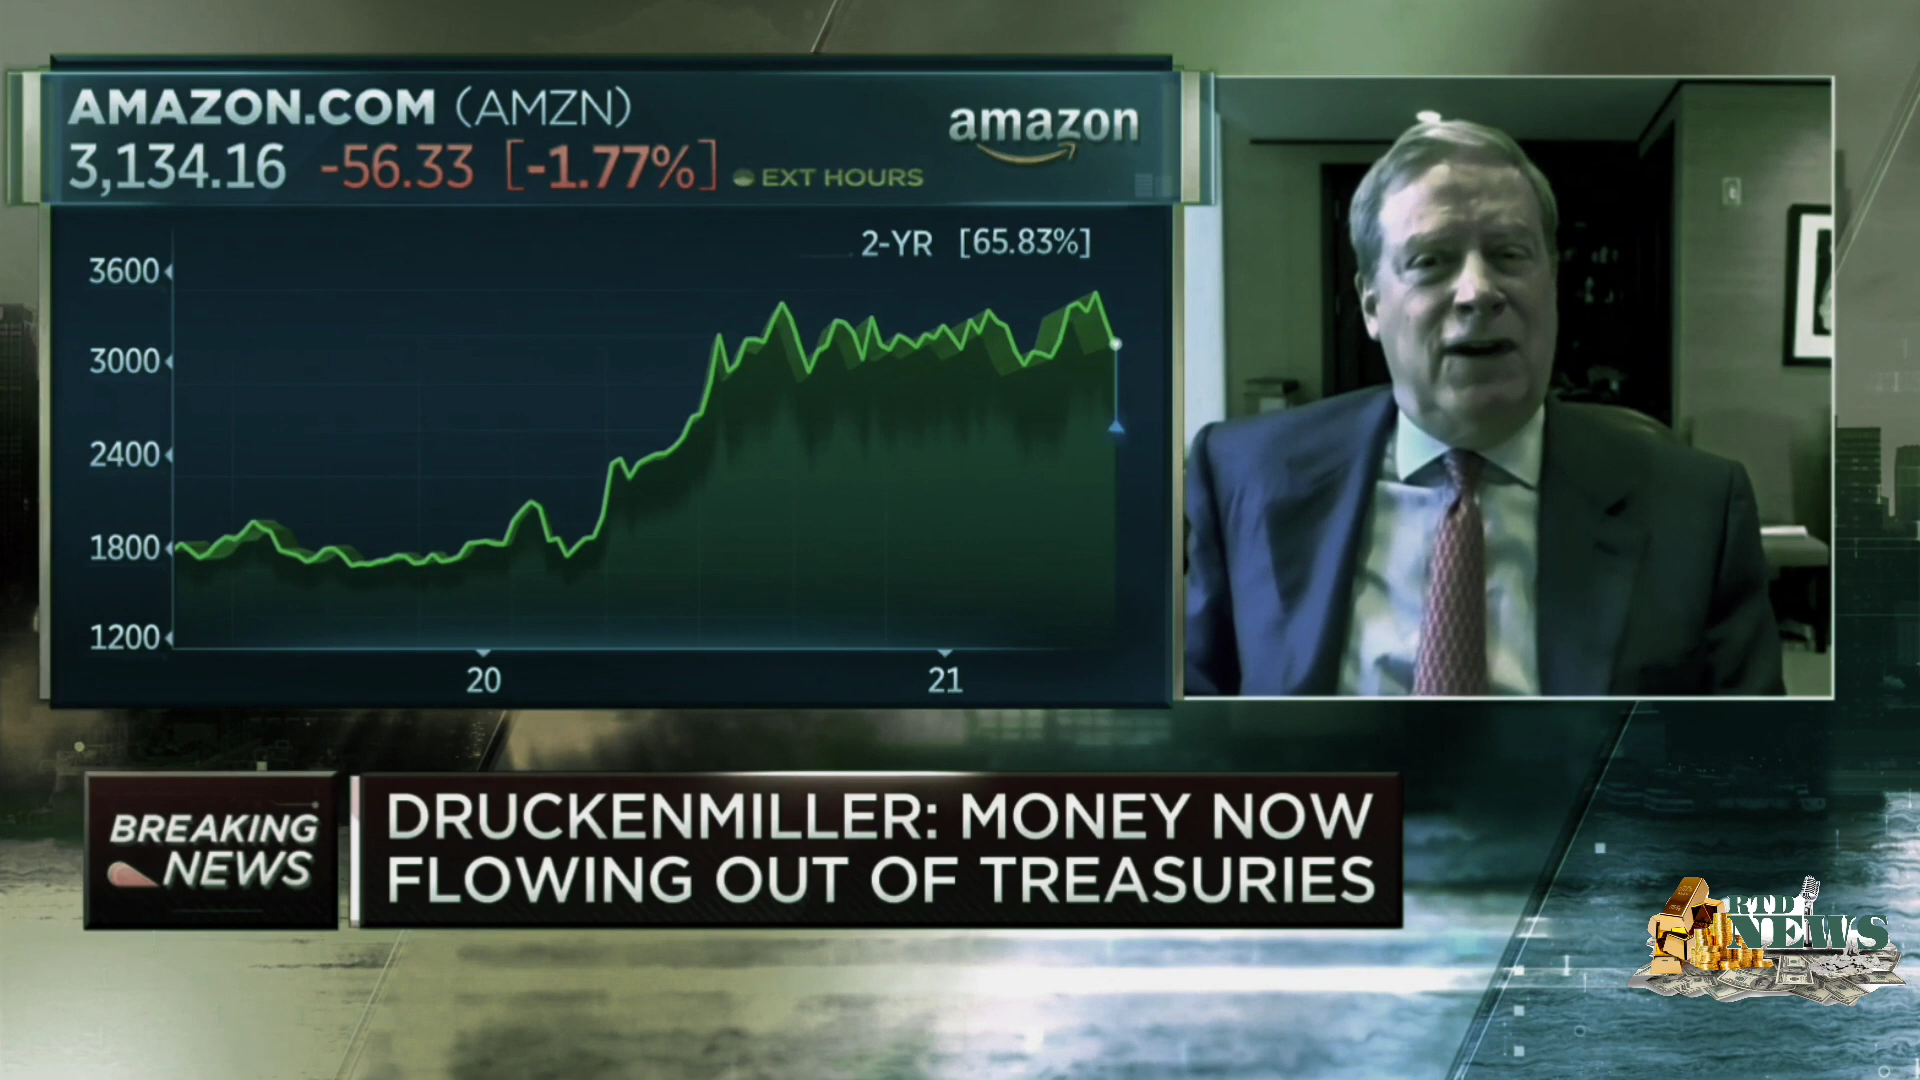 AMAZON.COM (AMZN)
amazon
3,134.16 -56.33 [-1.77%] EXT HOURS
2-YR [65.83%]
3600
3000
2400
1800
1200
20 21
BREAKING
NEWS
DRUCKENMILLER: MONEY NOW
FLOWING OUT OF TREASURIES
RTD
NEWS